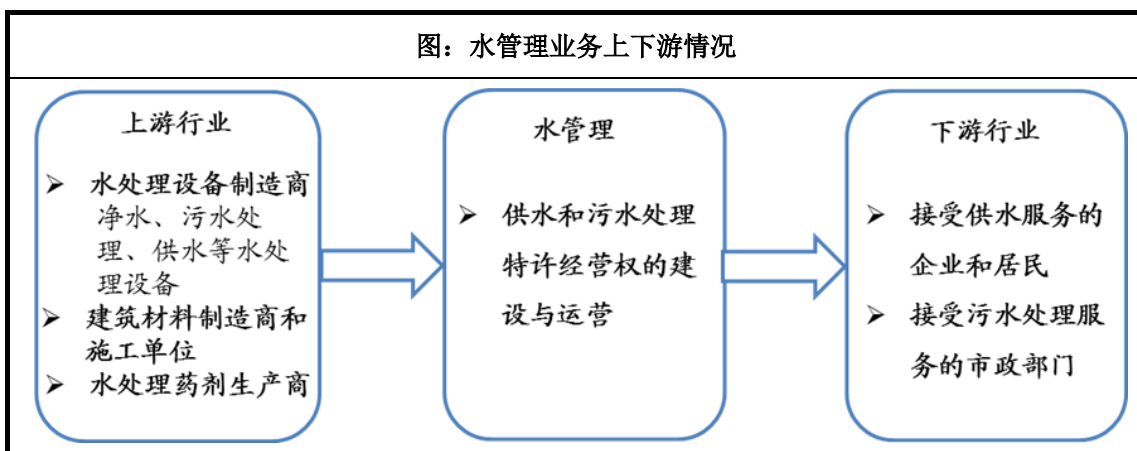 图：水管理业务上下游情况
上游行业
➢ 水处理设备制造商
净水、污水处
理、供水等水处
理设备
➢ 建筑材料制造商和
施工单位
➢ 水处理药剂生产商
水管理
➢ 供水和污水处理
特许经营权的建
设与运营
下游行业
➢ 接受供水服务的
企业和居民
➢ 接受污水处理服
务的市政部门